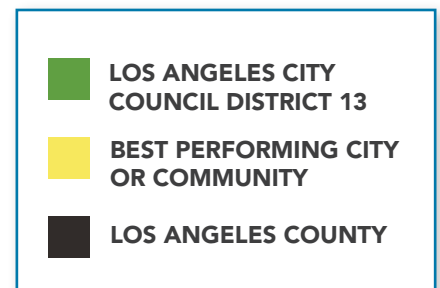 LOS ANGELES CITY
COUNCIL DISTRICT 13
BEST PERFORMING CITY
OR COMMUNITY
LOS ANGELES COUNTY